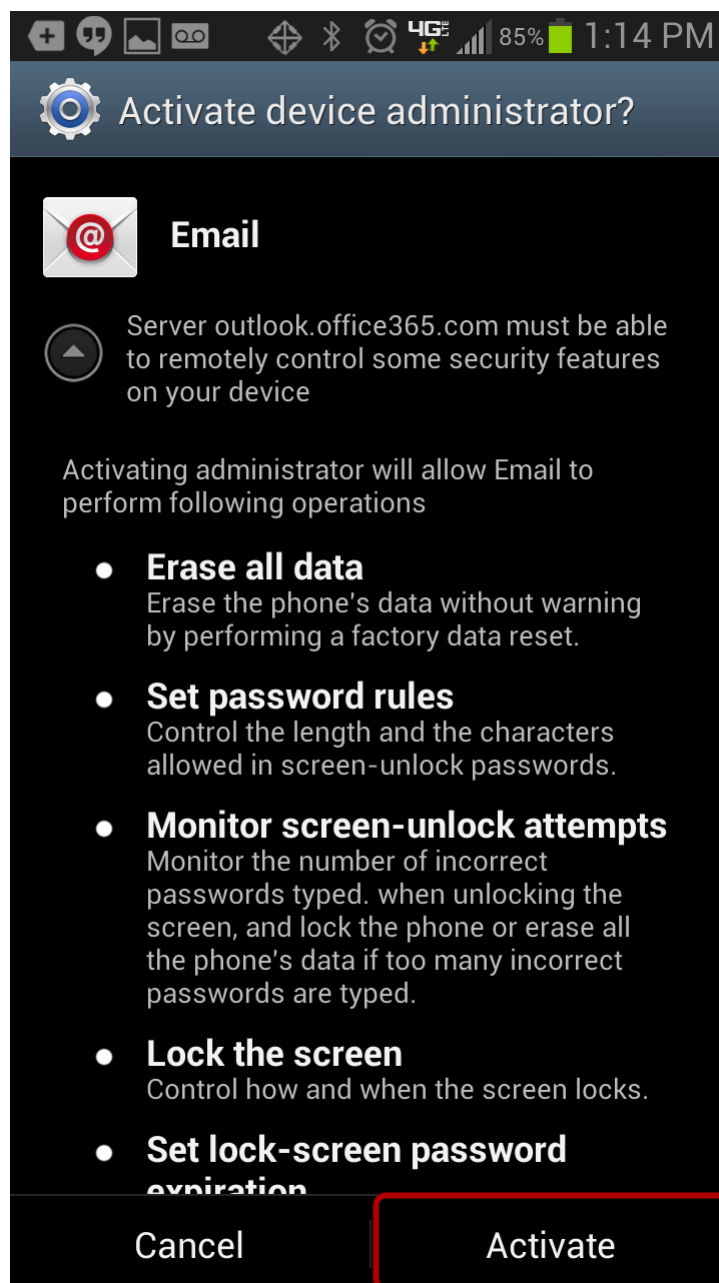 4G LTE 85% 1:14 PM
Activate device administrator?
@
Email
Server outlook.office365.com must be able
to remotely control some security features
on your device
Activating administrator will allow Email to
perform following operations
Erase all data
Erase the phone's data without warning
by performing a factory data reset.
Set password rules
Control the length and the characters
allowed in screen-unlock passwords.
Monitor screen-unlock attempts
Monitor the number of incorrect
passwords typed. when unlocking the
screen, and lock the phone or erase all
the phone's data if too many incorrect
passwords are typed.
Lock the screen
Control how and when the screen locks.
Set lock-screen password
expiration
Cancel Activate